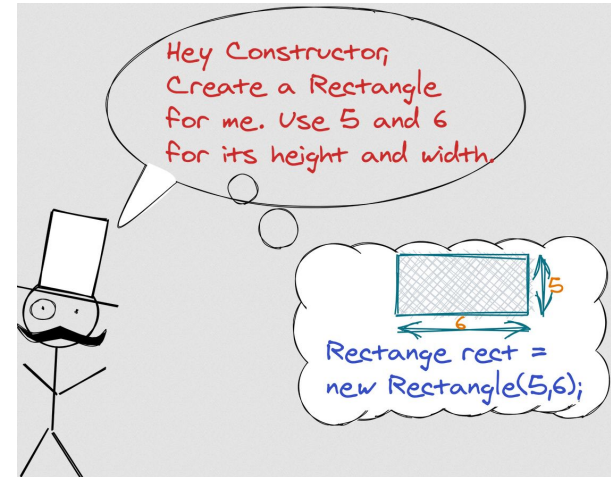 Hey Constructor,
Create a Rectangle
for me. Use 5 and 6
for its height and width.
5
6
Rectange rect =
new Rectangle(5,6);